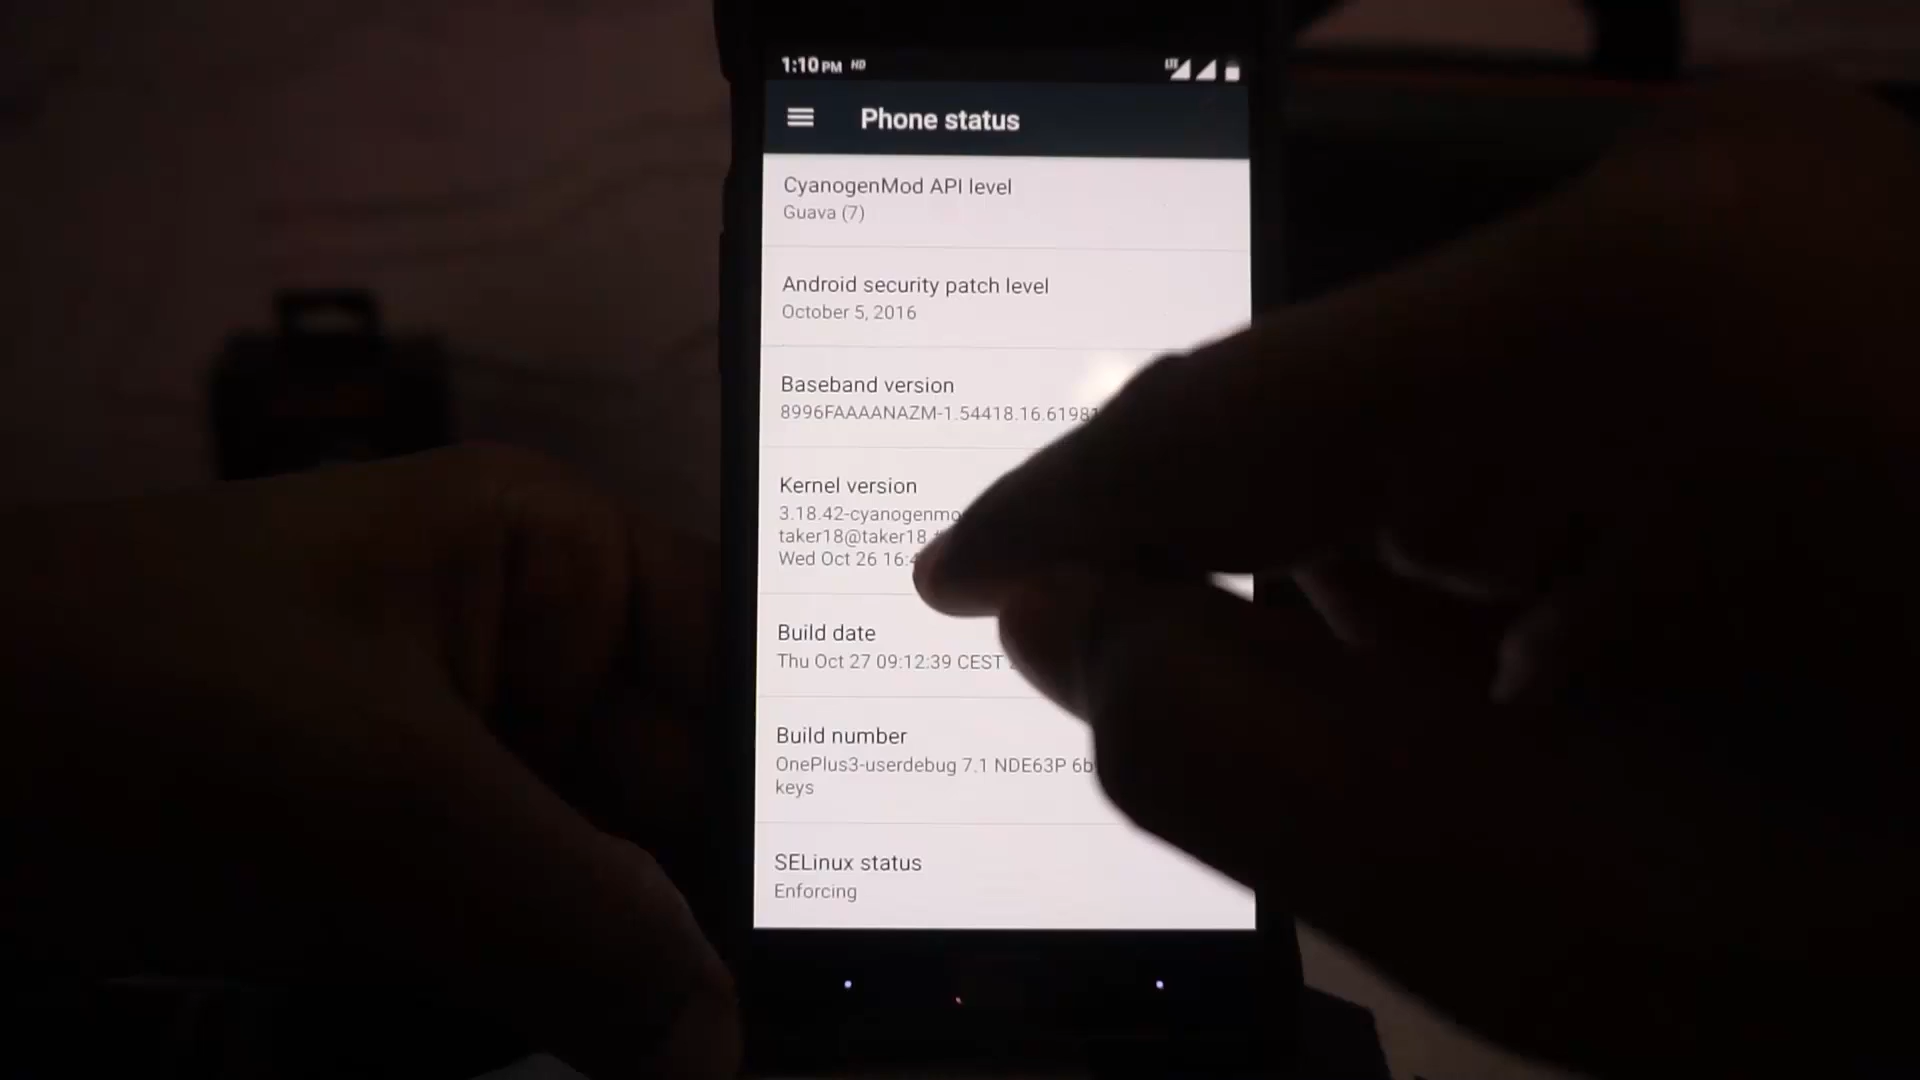 1:10 PM HD
LTE
Phone status
CyanogenMod API level
Guava (7)
Android security patch level
October 5, 2016
Baseband version
8996FAAAANAZM-1.54418.16.6198
Kernel version
3.18.42-cyanogenmo
taker18@taker18
Wed Oct 26 16:4
Build date
Thu Oct 27 09:12:39 CEST
Build number
OnePlus3-userdebug 7.1 NDE63P 6b
keys
SELinux status
Enforcing